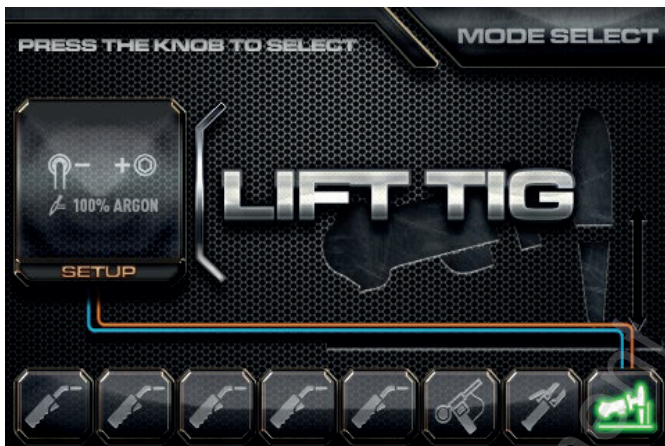 PRESS THE KNOB TO SELECT
MODE SELECT
- +
100% ARGON
LIFT TIG
SETUP